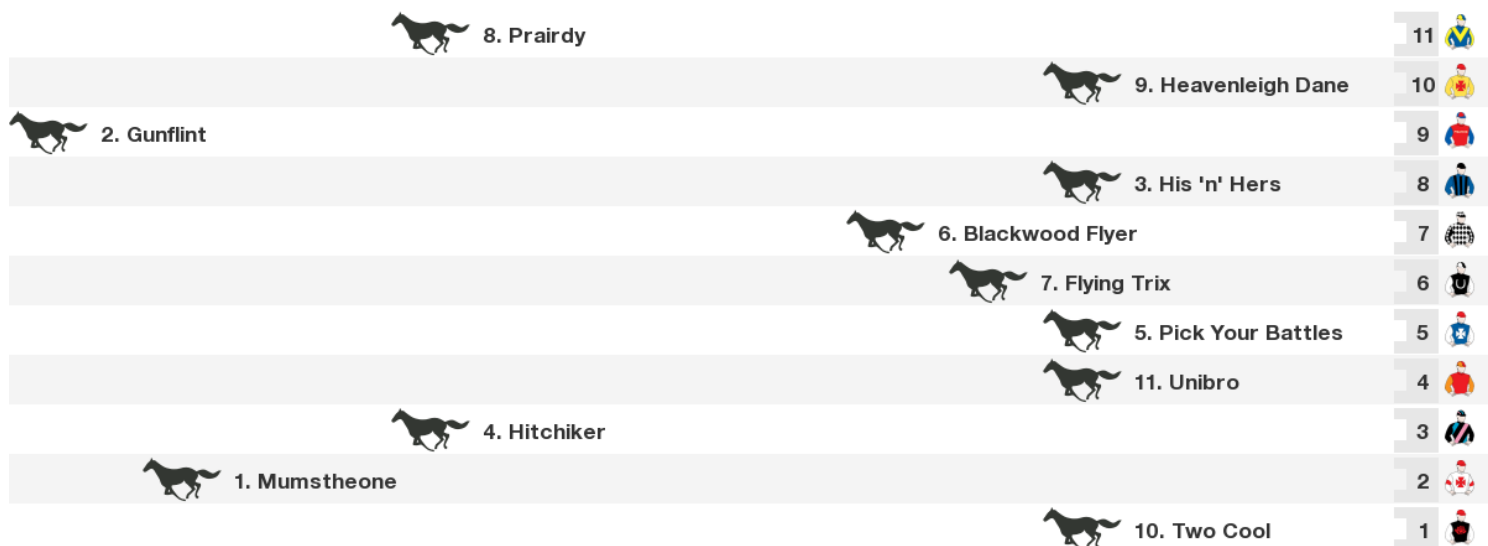 8. Prairdy 11
9. Heavenleigh Dane 10
2. Gunflint 9
3. His 'n' Hers 8
6. Blackwood Flyer 7
7. Flying Trix 6
5. Pick Your Battles 5
11. Unibro 4
4. Hitchiker 3
1. Mumstheone 2
10. Two Cool 1